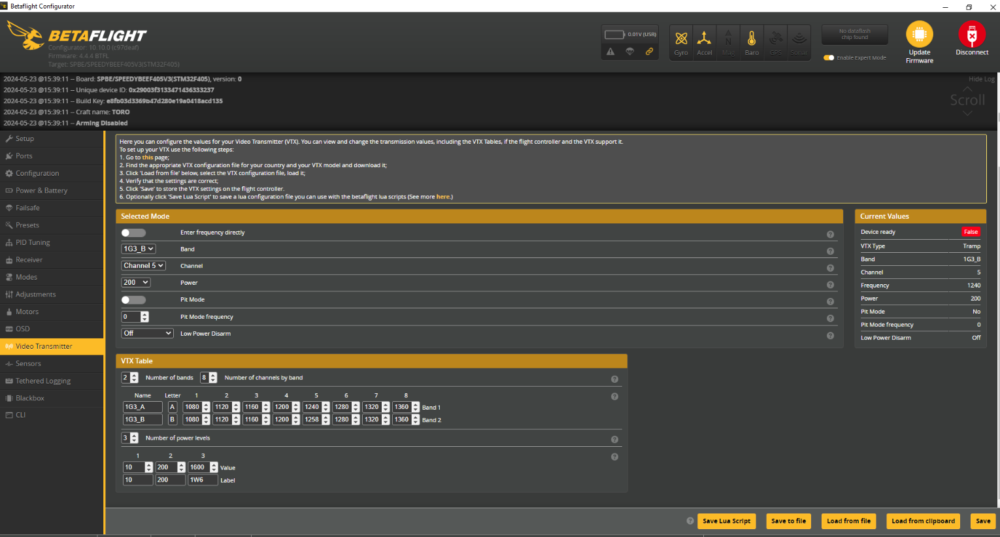 Betaflight Configurator
BETAFLIGHT
Configurator: 10.10.0 (c97deaf)
Firmware: 4.4.4 BTFL
Target: SPBE/SPEEDYBEEF405V3(STM32F405)
0.01V (USB)
Gyro
Accel
Mag
Baro
GPS
Sonar
No dataflash
chip found
Enable Expert Mode
Update
Firmware
Disconnect
2024-05-23 @15:39:11 -- Board: SPBE/SPEEDYBEEF405V3(STM32F405), version: 0
2024-05-23 @15:39:11 -- Unique device ID: 0x29003f3133471436333237
2024-05-23 @15:39:11 -- Build Key: e8fb03d3369b47d280e19a0418acd135
2024-05-23 @15:39:11 -- Craft name: TORO
2024-05-23 @15:39:11 -- Arming Disabled
Hide Log
Scroll
Setup
Ports
Configuration
Power & Battery
Failsafe
Presets
PID Tuning
Receiver
Modes
Adjustments
Motors
OSD
Video Transmitter
Sensors
Tethered Logging
Blackbox
CLI
Here you can configure the values for your Video Transmitter (VTX). You can view and change the transmission values, including the VTX Tables, if the flight controller and the VTX support it.
To set up your VTX use the following steps:
1. Go to this page;
2. Find the appropriate VTX configuration file for your country and your VTX model and download it;
3. Click 'Load from file' below, select the VTX configuration file, load it;
4. Verify that the settings are correct;
5. Click 'Save' to store the VTX settings on the flight controller.
6. Optionally click 'Save Lua Script' to save a lua configuration file you can use with the betaflight lua scripts (See more here.)
Selected Mode
Enter frequency directly
1G3_B Band
Channel 5 Channel
200 Power
Pit Mode
0 Pit Mode frequency
Off Low Power Disarm
Current Values
Device ready False
VTX Type Tramp
Band 1G3_B
Channel 5
Frequency 1240
Power 200
Pit Mode No
Pit Mode frequency 0
Low Power Disarm Off
VTX Table
2 Number of bands 8 Number of channels by band
Name Letter 1 2 3 4 5 6 7 8
1G3_A A 1080 1120 1160 1200 1240 1280 1320 1360 Band 1
1G3_B B 1080 1120 1160 1200 1258 1280 1320 1360 Band 2
3 Number of power levels
1 2 3
10 200 1600 Value
10 200 1W6 Label
Save Lua Script
Save to file
Load from file
Load from clipboard
Save